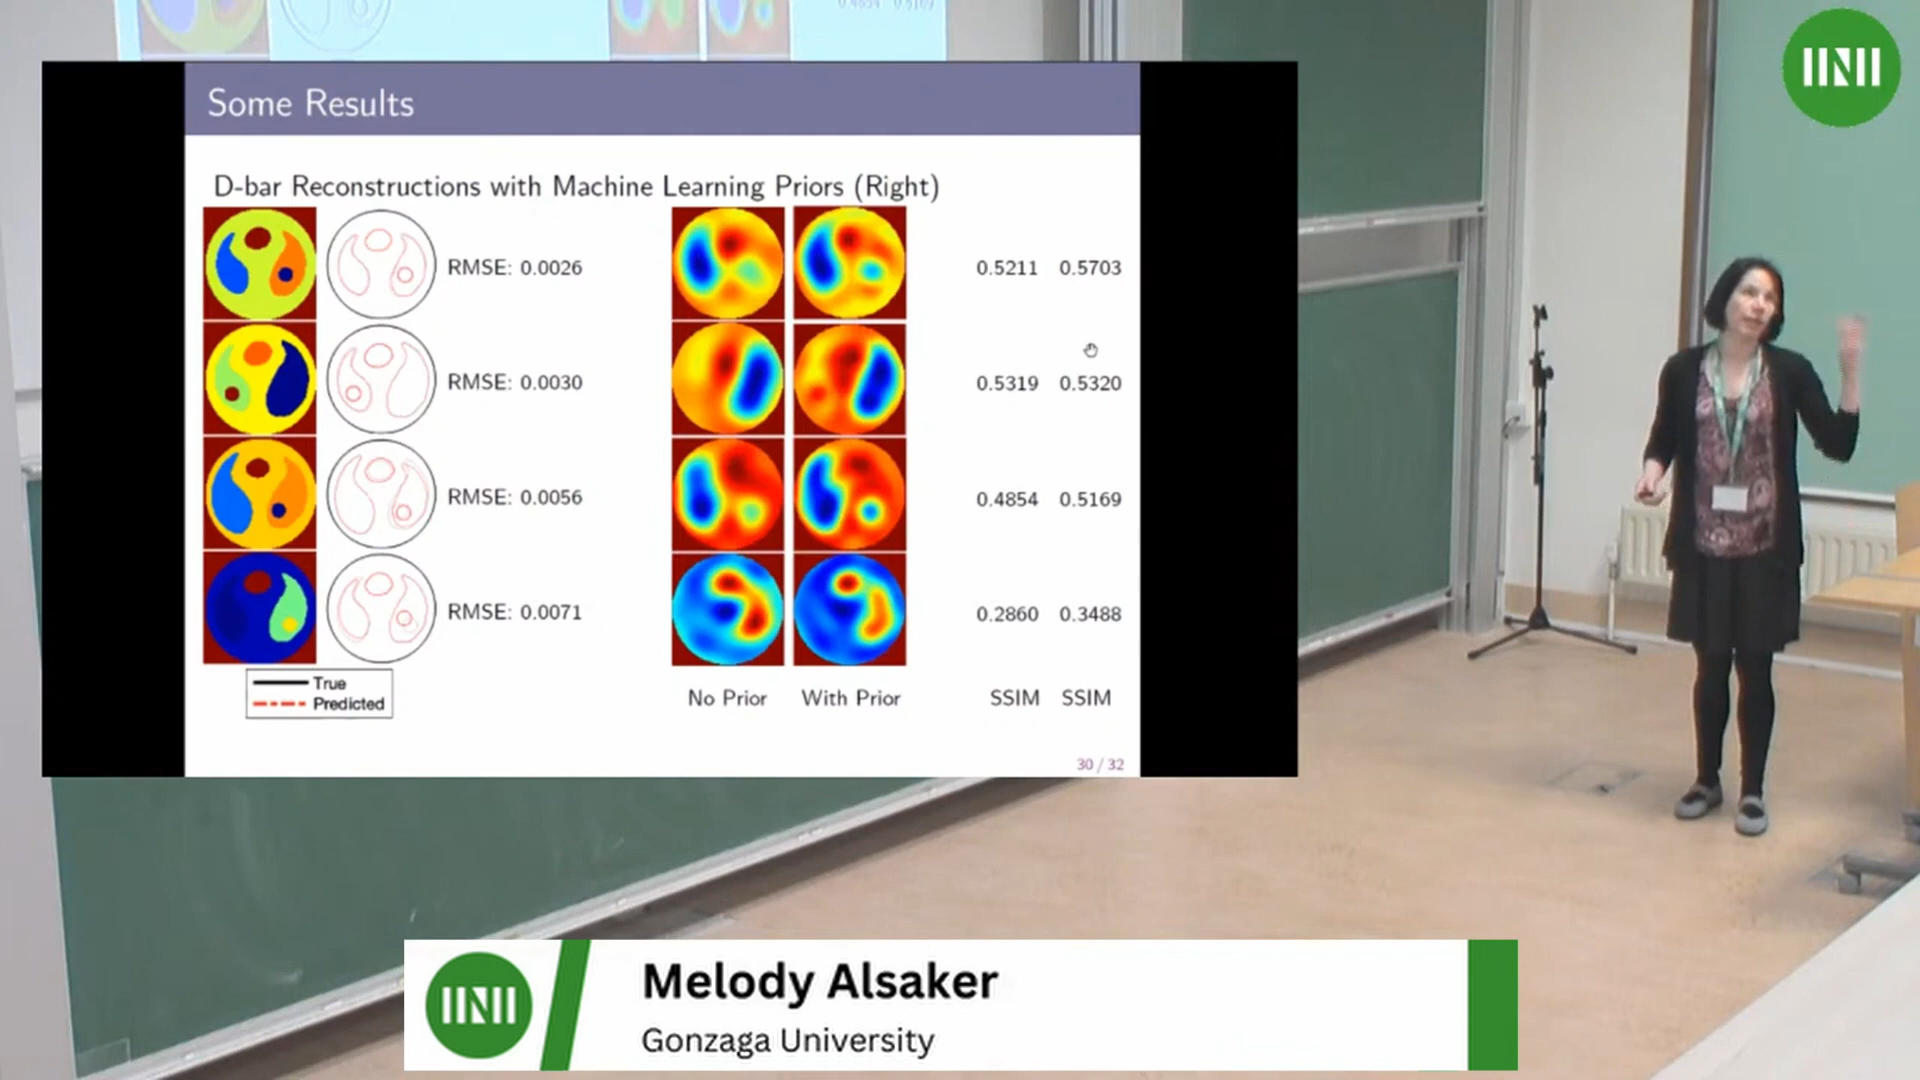 Some Results
D-bar Reconstructions with Machine Learning Priors (Right)
RMSE: 0.0026
0.5211 0.5703
RMSE: 0.0030
0.5319 0.5320
RMSE: 0.0056
0.4854 0.5169
RMSE: 0.0071
0.2860 0.3488
True
Predicted
No Prior With Prior SSIM SSIM
30 / 32
Melody Alsaker
Gonzaga University